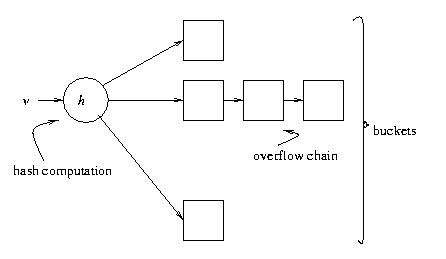 v
h
buckets
overflow chain
hash computation